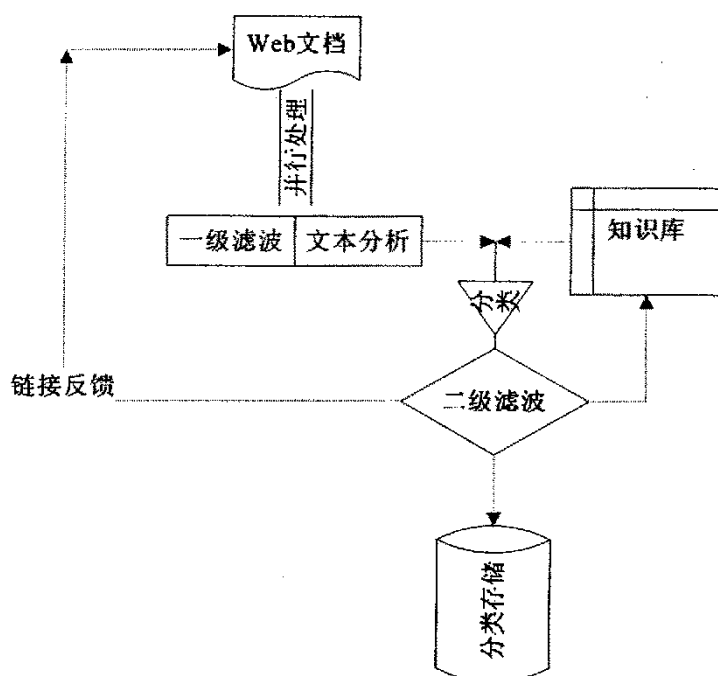 Web文档
并行处理
一级滤波
文本分析
知识库
分类
链接反馈
二级滤波
分类存储